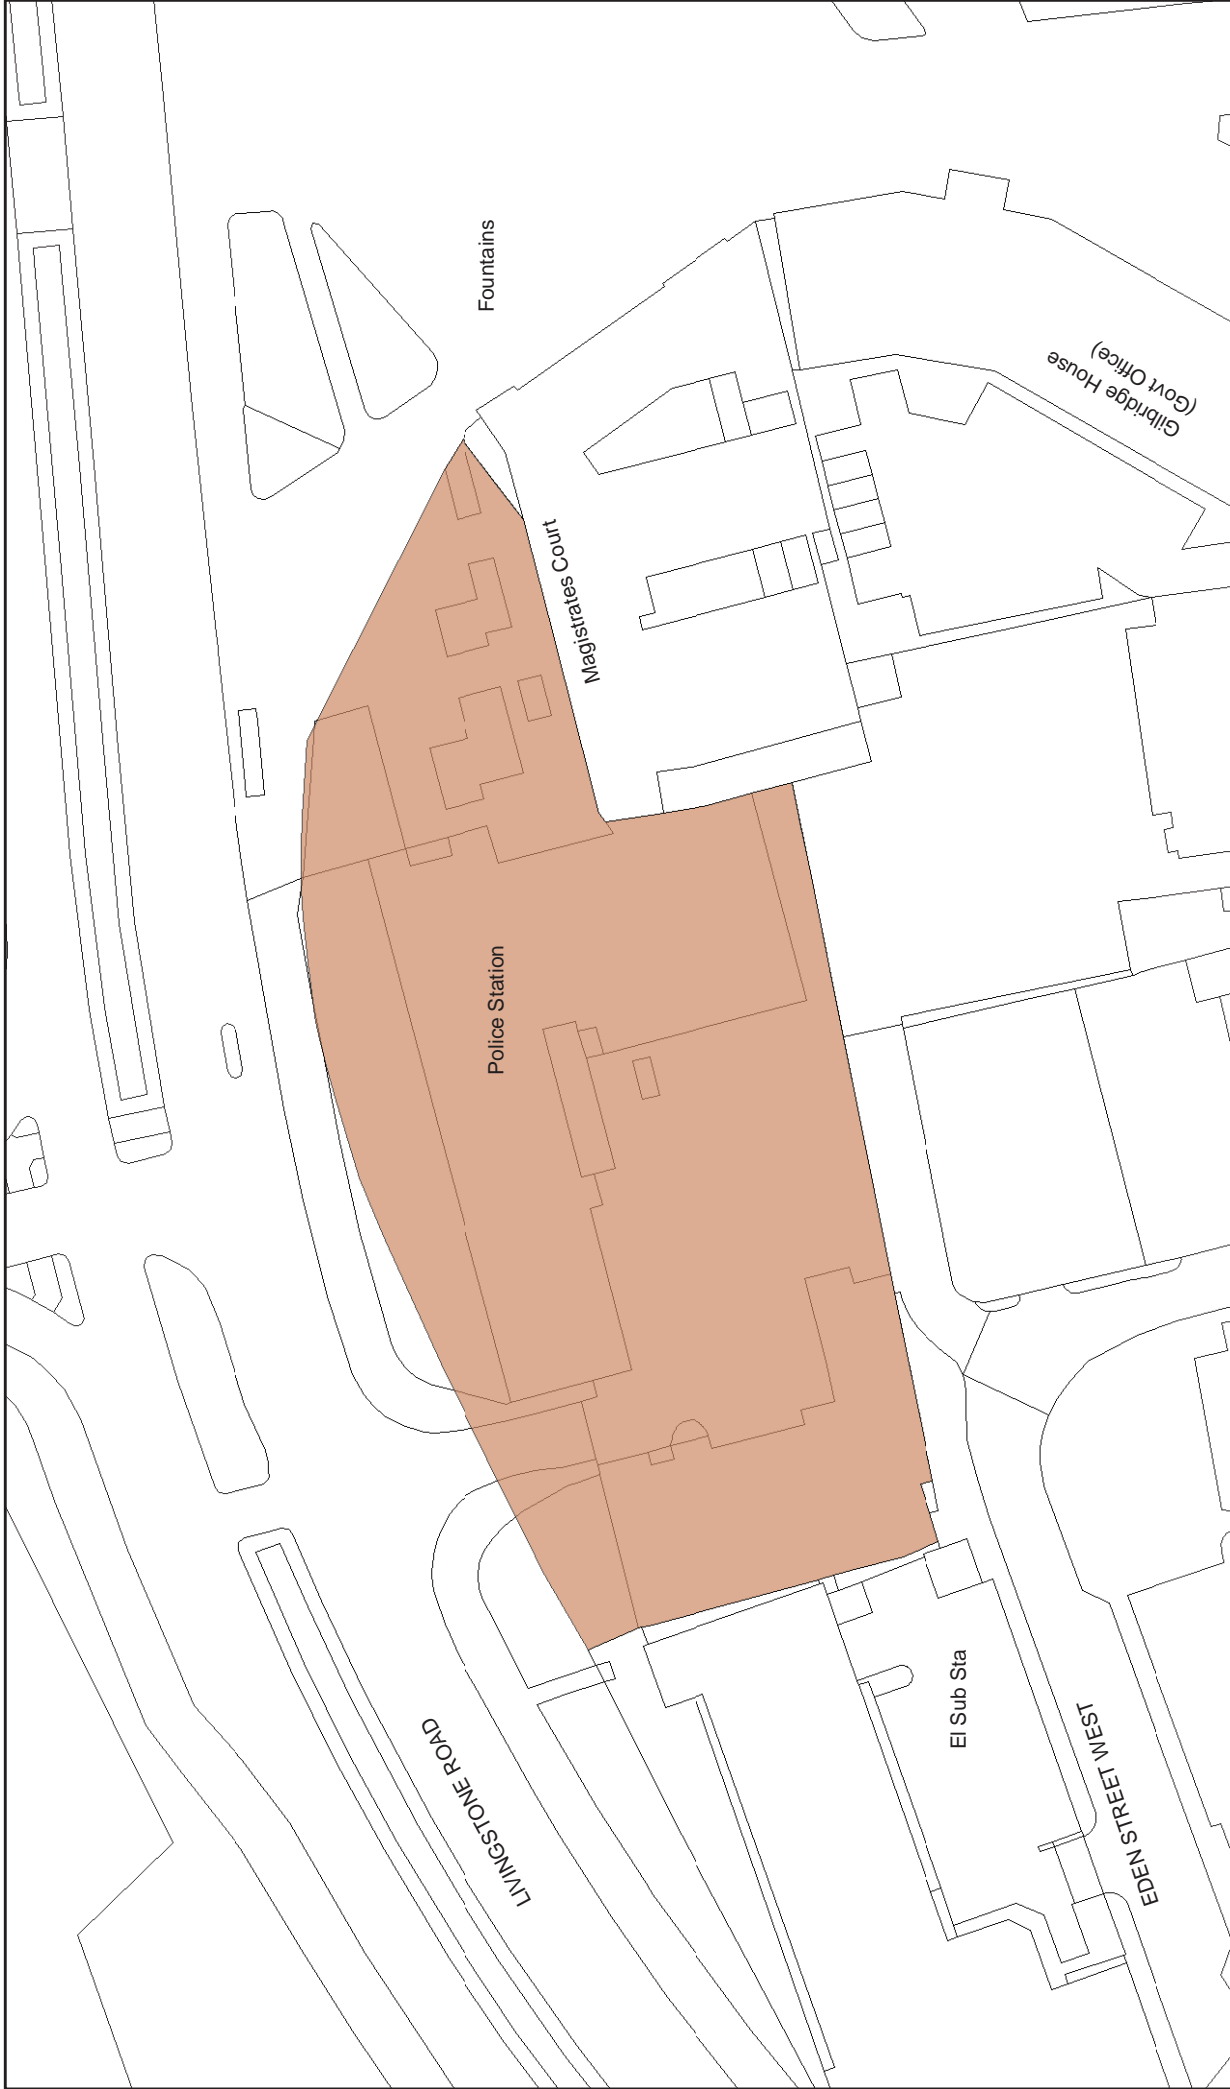 Fountains
Gilbridge House
(Govt Office)
Magistrates Court
Police Station
El Sub Sta
LIVINGSTONE ROAD
EDEN STREET WEST